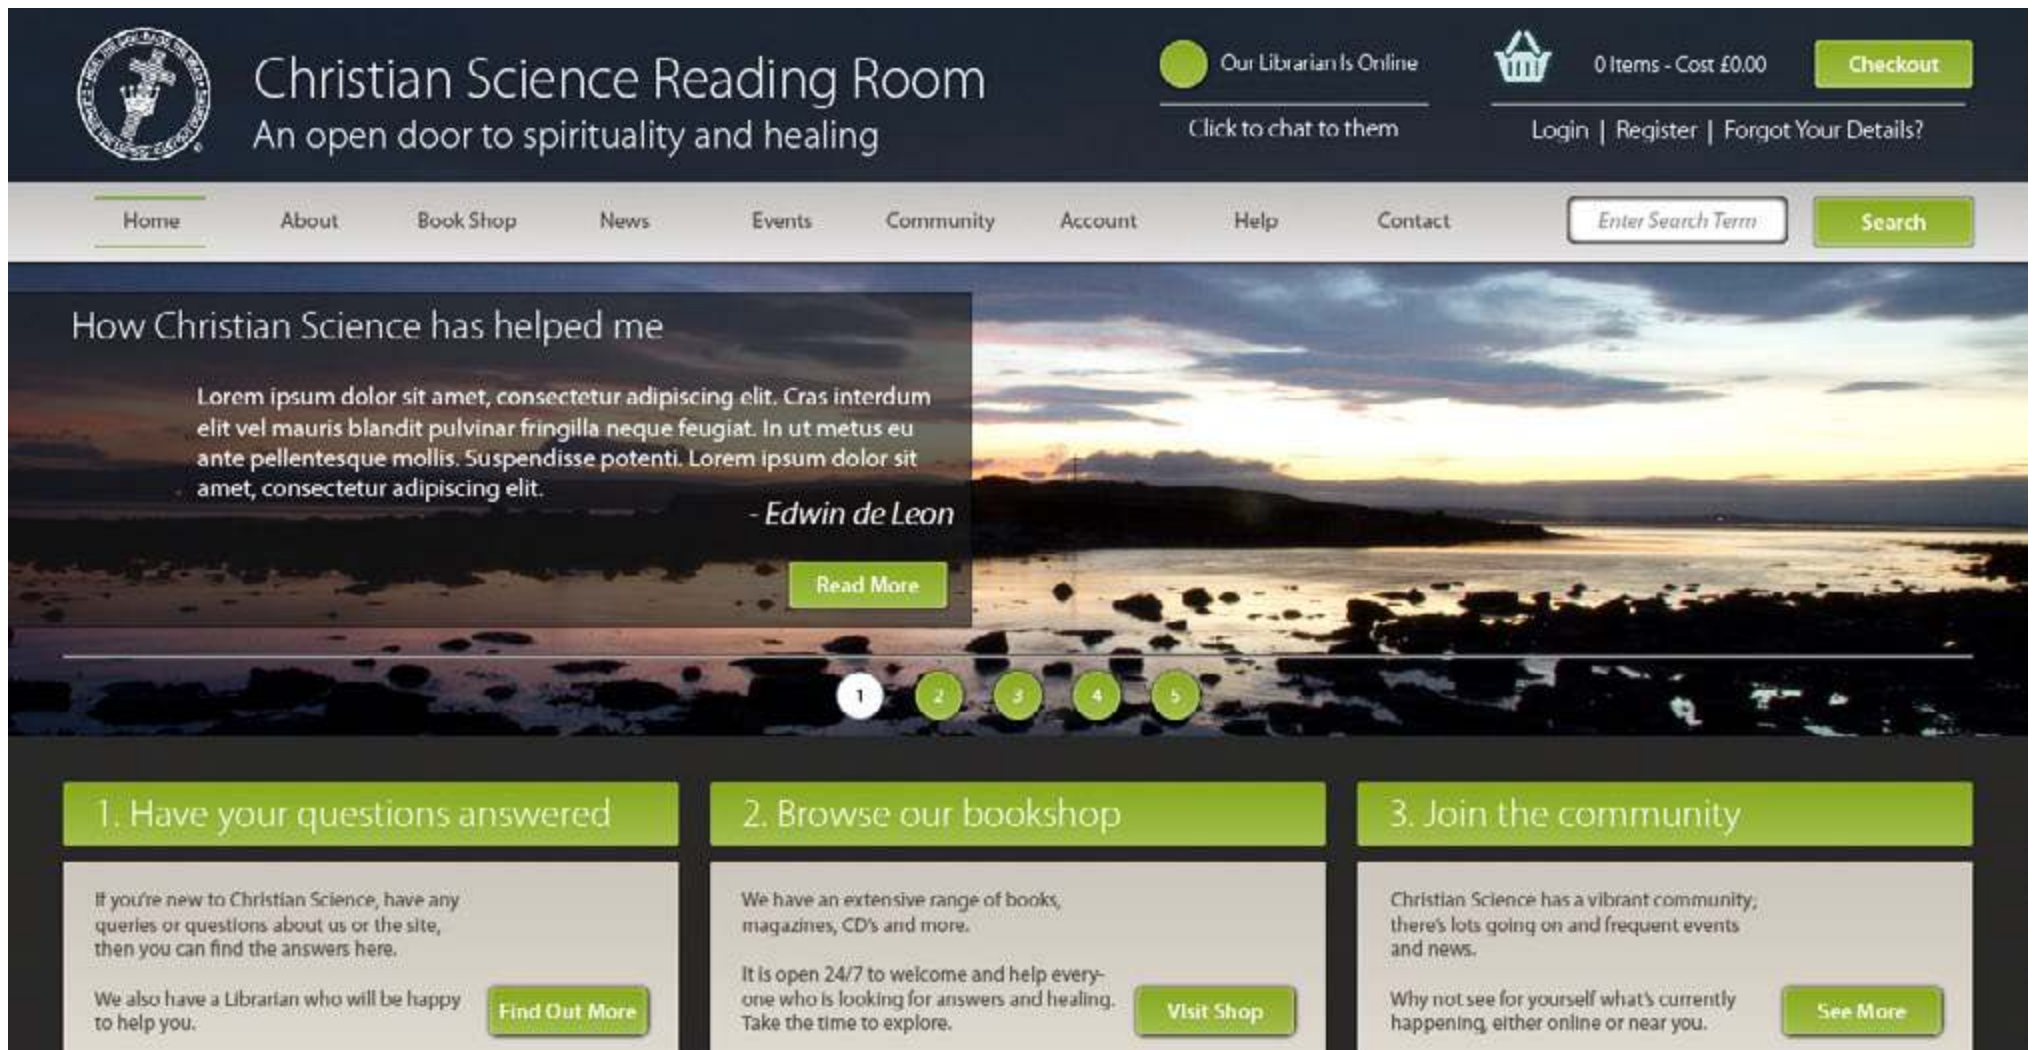 Christian Science Reading Room
An open door to spirituality and healing
Our Librarian Is Online
Click to chat to them
0 Items - Cost £0.00
Checkout
Login | Register | Forgot Your Details?
Home
About
Book Shop
News
Events
Community
Account
Help
Contact
Enter Search Term
Search
How Christian Science has helped me
Lorem ipsum dolor sit amet, consectetur adipiscing elit. Cras interdum
elit vel mauris blandit pulvinar fringilla neque feugiat. In ut metus eu
ante pellentesque mollis. Suspendisse potenti. Lorem ipsum dolor sit
amet, consectetur adipiscing elit.
- Edwin de Leon
Read More
1
2
3
4
5
1. Have your questions answered
If you're new to Christian Science, have any
queries or questions about us or the site,
then you can find the answers here.
We also have a Librarian who will be happy
to help you.
Find Out More
2. Browse our bookshop
We have an extensive range of books,
magazines, CD's and more.
It is open 24/7 to welcome and help every-
one who is looking for answers and healing.
Take the time to explore.
Visit Shop
3. Join the community
Christian Science has a vibrant community;
there's lots going on and frequent events
and news.
Why not see for yourself what's currently
happening, either online or near you.
See More